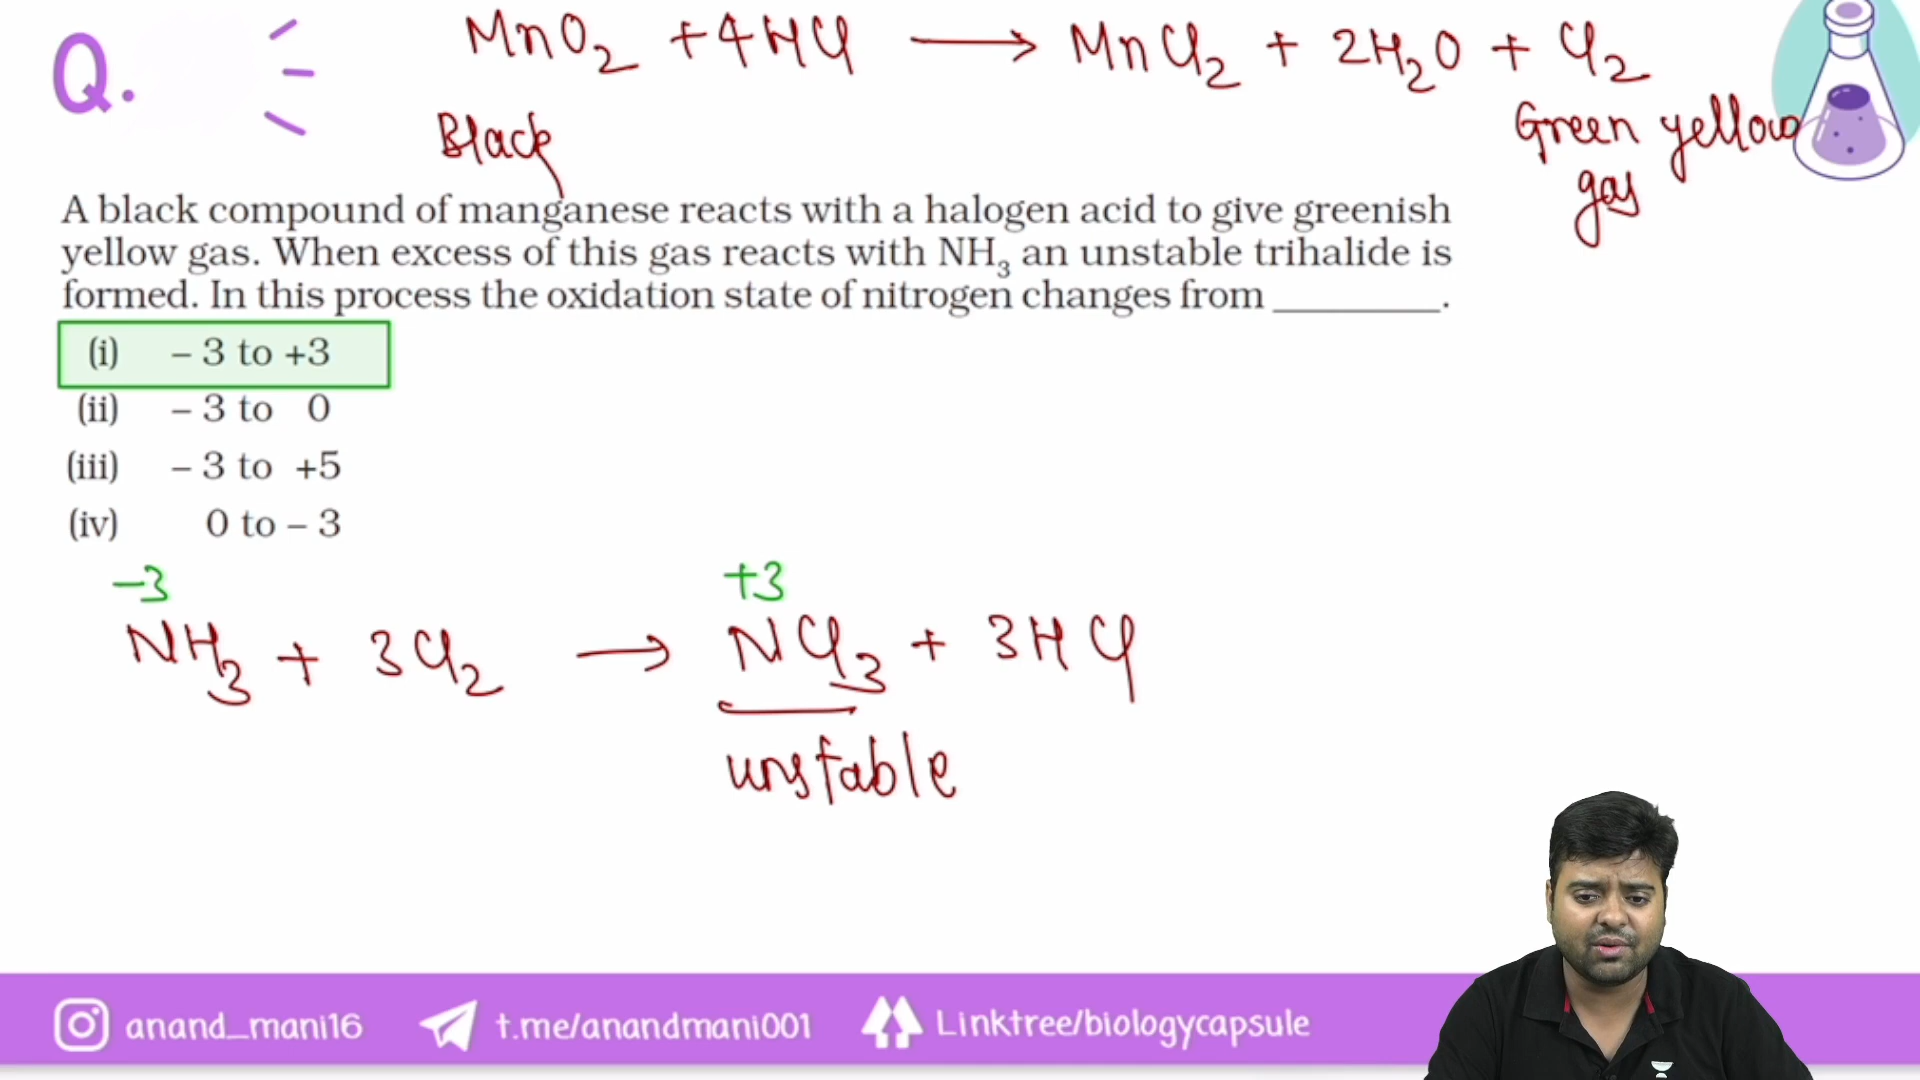 Q.
MnO2 + 4HCl ⟶ MnCl2 + 2H2O + Cl2
Black
Green yellow
gas
A black compound of manganese reacts with a halogen acid to give greenish
yellow gas. When excess of this gas reacts with NH3 an unstable trihalide is
formed. In this process the oxidation state of nitrogen changes from _________.
(i) – 3 to +3
(ii) – 3 to 0
(iii) – 3 to +5
(iv) 0 to – 3
-3 +3
NH3 + 3Cl2 ⟶ NCl3 + 3HCl
unstable
anand_mani16 t.me/anandmani001 Linktree/biologycapsule